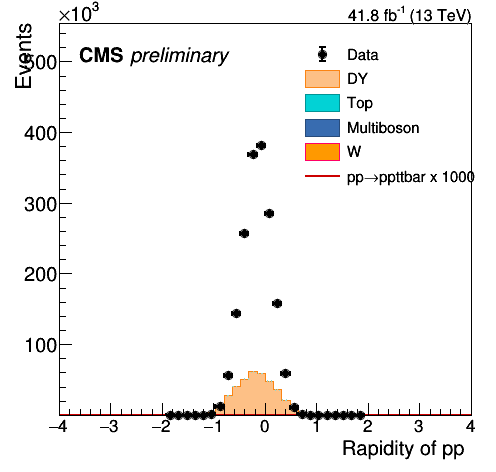 ×10³
41.8 fb⁻¹ (13 TeV)
Events
CMS preliminary
Data
DY
Top
Multiboson
W
pp→ppttbar x 1000
500
400
300
200
100
−4 −3 −2 −1 0 1 2 3 4
Rapidity of pp